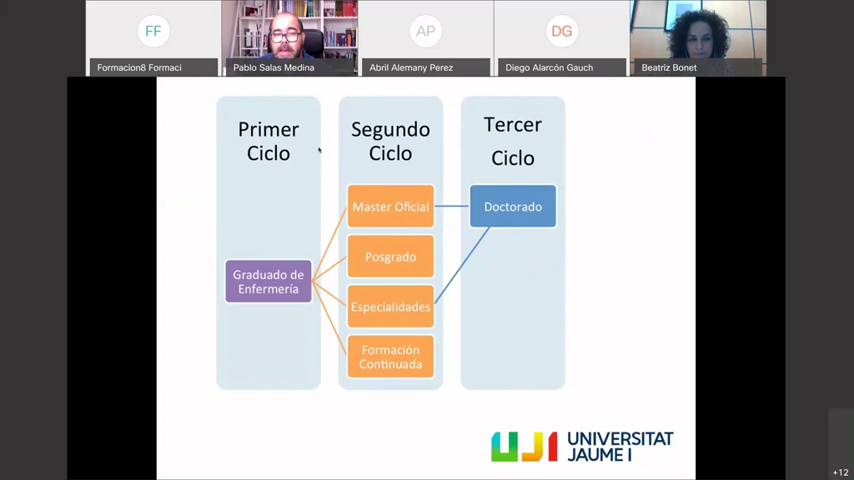 FF
AP
DG
Formacion8 Formaci
Pablo Salas Medina
Abril Alemany Perez
Diego Alarcón Gauch
Beatriz Bonet
Primer
Ciclo
Segundo
Ciclo
Tercer
Ciclo
Graduado de
Enfermería
Master Oficial
Posgrado
Especialidades
Formación
Continuada
Doctorado
UJI
UNIVERSITAT
JAUME I
+12